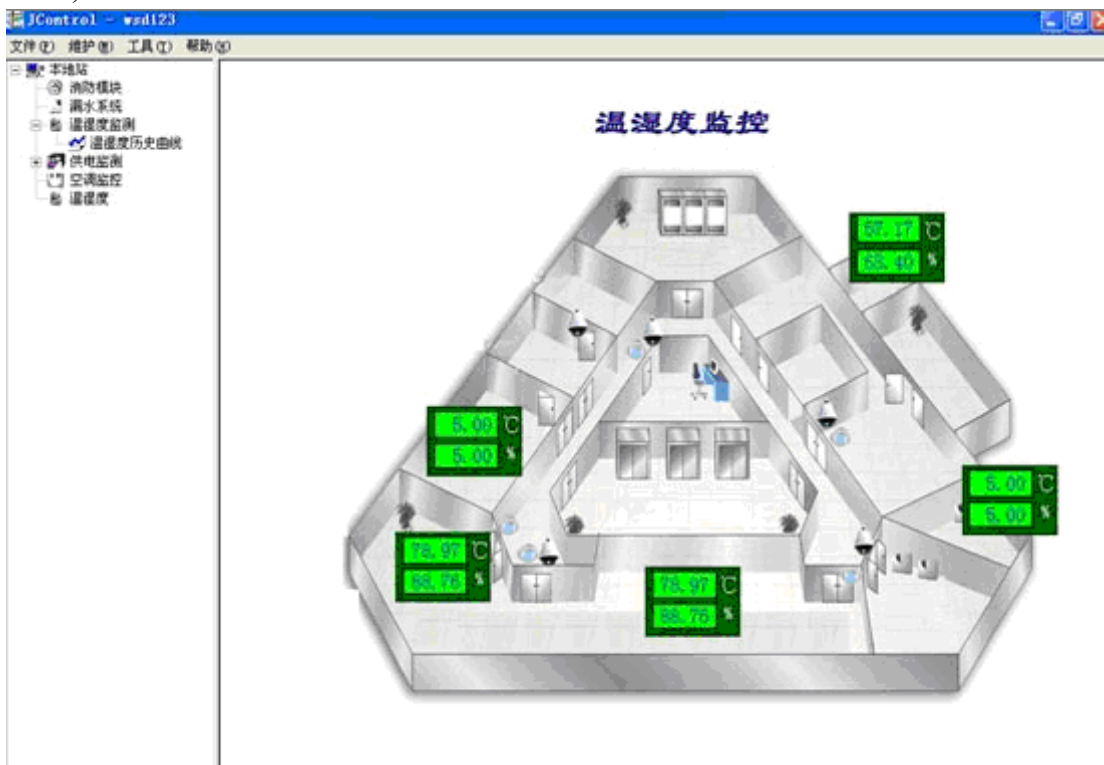 JControl - wsd123
文件(F) 维护(M) 工具(T) 帮助(H)
本地站
消防模块
漏水系统
温湿度监测
温湿度历史曲线
供电监测
空调监控
温湿度
温湿度监控
℃
%
5.00 ℃
5.00 %
5.00 ℃
5.00 %
78.97 ℃
88.76 %
78.97 ℃
88.76 %